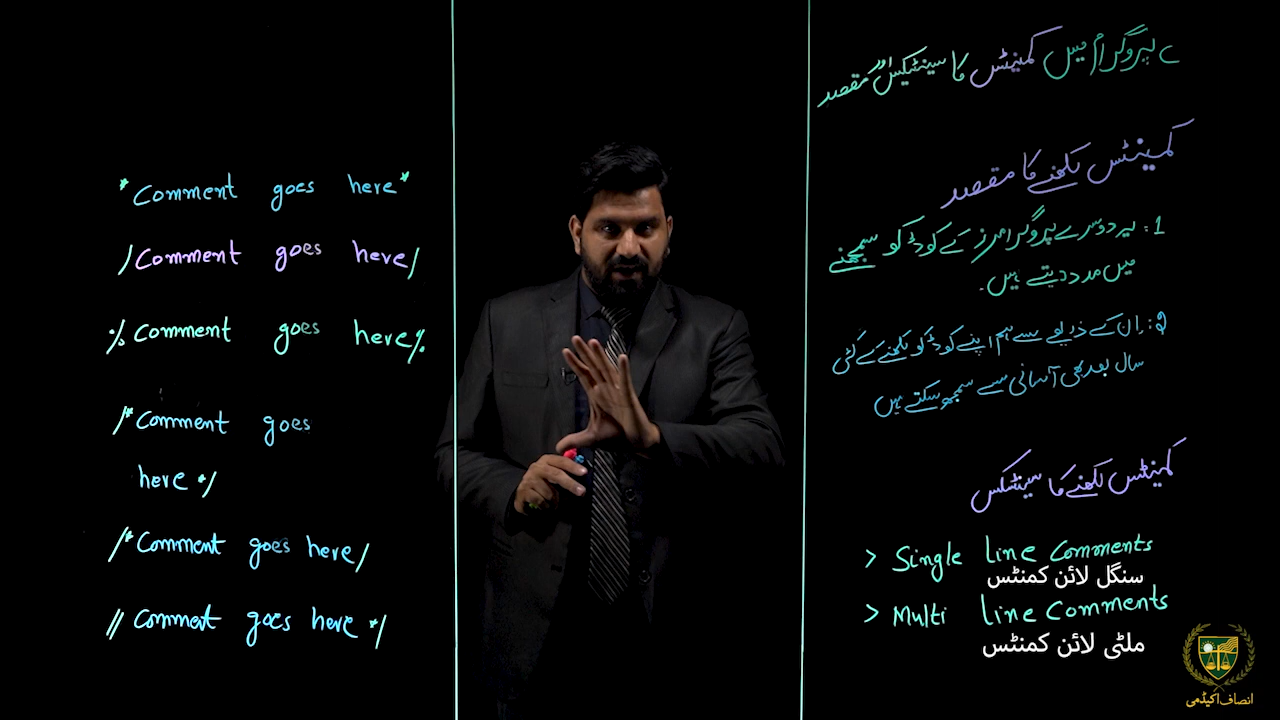 * Comment goes here *
/ Comment goes here /
% Comment goes here %
/* Comment goes
here */
/* Comment goes here /
// Comment goes here */
پروگرام میں کمینٹس کا سینٹیکس اور مقصد
کمینٹس لکھنے کا مقصد
1: یہ دوسرے پروگرامرز کے کوڈ کو سمجھنے
میں مدد دیتے ہیں۔
2: اِن کے ذریعے سے ہم اپنے کوڈ کو لکھنے کے کئی
سال بعد بھی آسانی سے سمجھ سکتے ہیں
کمینٹس لکھنے کا سینٹیکس
> Single line comments
سنگل لائن کمنٹس
> Multi line comments
ملٹی لائن کمنٹس
انصاف اکیڈمی